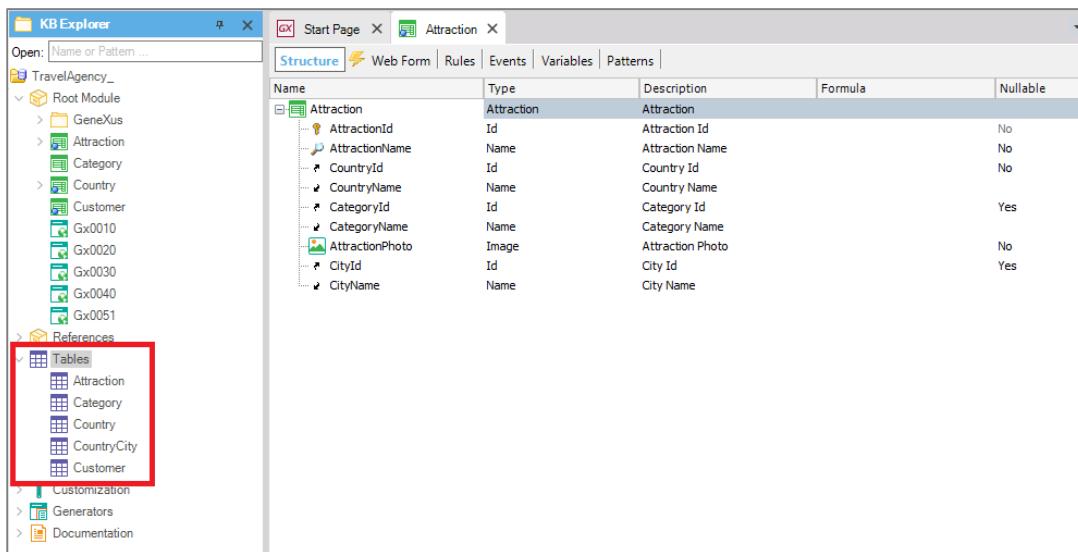 KB Explorer
Open: Name or Pattern ...
TravelAgency_
Root Module
GeneXus
Attraction
Category
Country
Customer
Gx0010
Gx0020
Gx0030
Gx0040
Gx0051
References
Tables
Attraction
Category
Country
CountryCity
Customer
Customization
Generators
Documentation
GX Start Page Attraction
Structure Web Form Rules Events Variables Patterns
Name Type Description Formula Nullable
Attraction Attraction Attraction
AttractionId Id Attraction Id No
AttractionName Name Attraction Name No
CountryId Id Country Id No
CountryName Name Country Name
CategoryId Id Category Id Yes
CategoryName Name Category Name
AttractionPhoto Image Attraction Photo No
CityId Id City Id Yes
CityName Name City Name